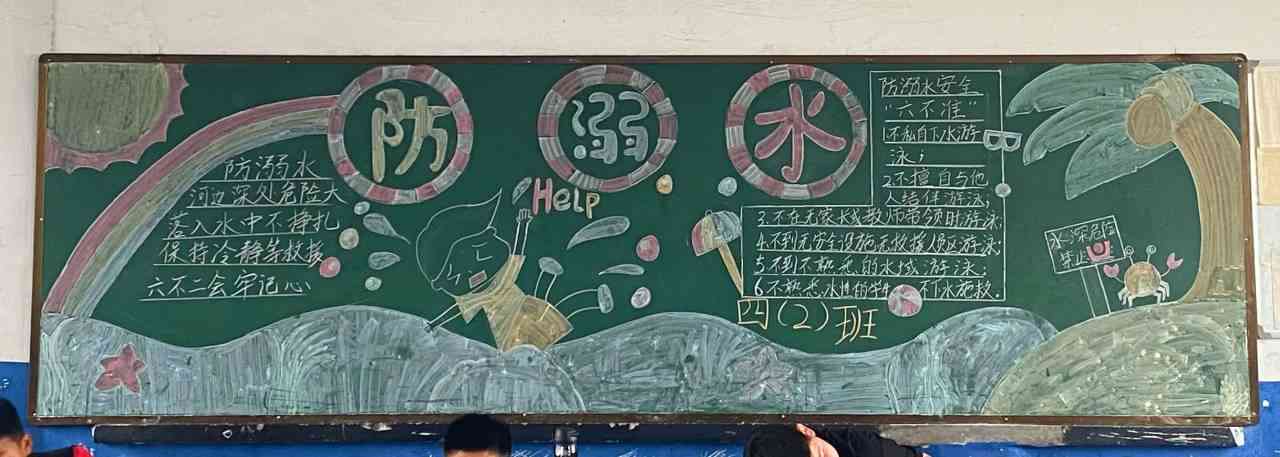 防溺水
防溺水
河边深处危险大
落入水中不挣扎
保持冷静等救援
六不二会牢记心
Help
防溺水安全
“六不准”
1.不私自下水游
泳；
2.不擅自与他
人结伴游泳；
3.不在无家长教师带领时游泳；
4.不到无安全设施无救援人员区游泳；
5.不到不熟悉的水域游泳；
6.不熟悉水性的学生 不下水施救。
四（2）班
水深危险
禁止